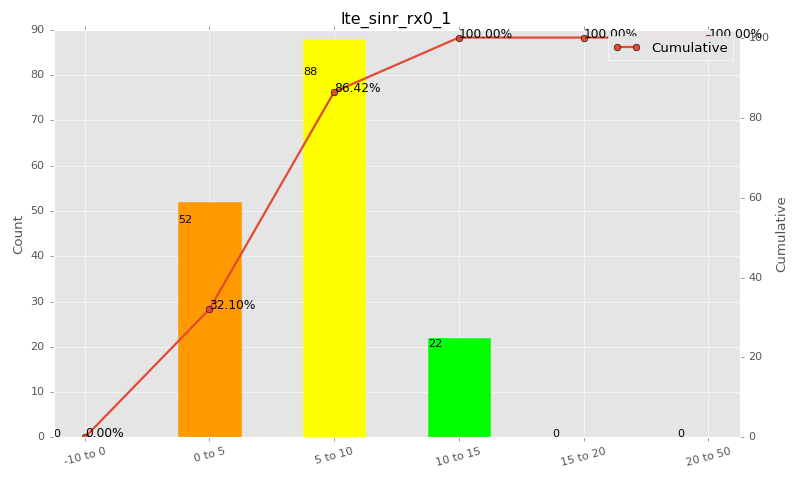 lte_sinr_rx0_1
90
80
70
60
50
40
30
20
10
0
Count
100
80
60
40
20
0
Cumulative
Cumulative
0
52
88
22
0
0
0.00%
32.10%
86.42%
100.00%
100.00%
100.00%
-10 to 0
0 to 5
5 to 10
10 to 15
15 to 20
20 to 50